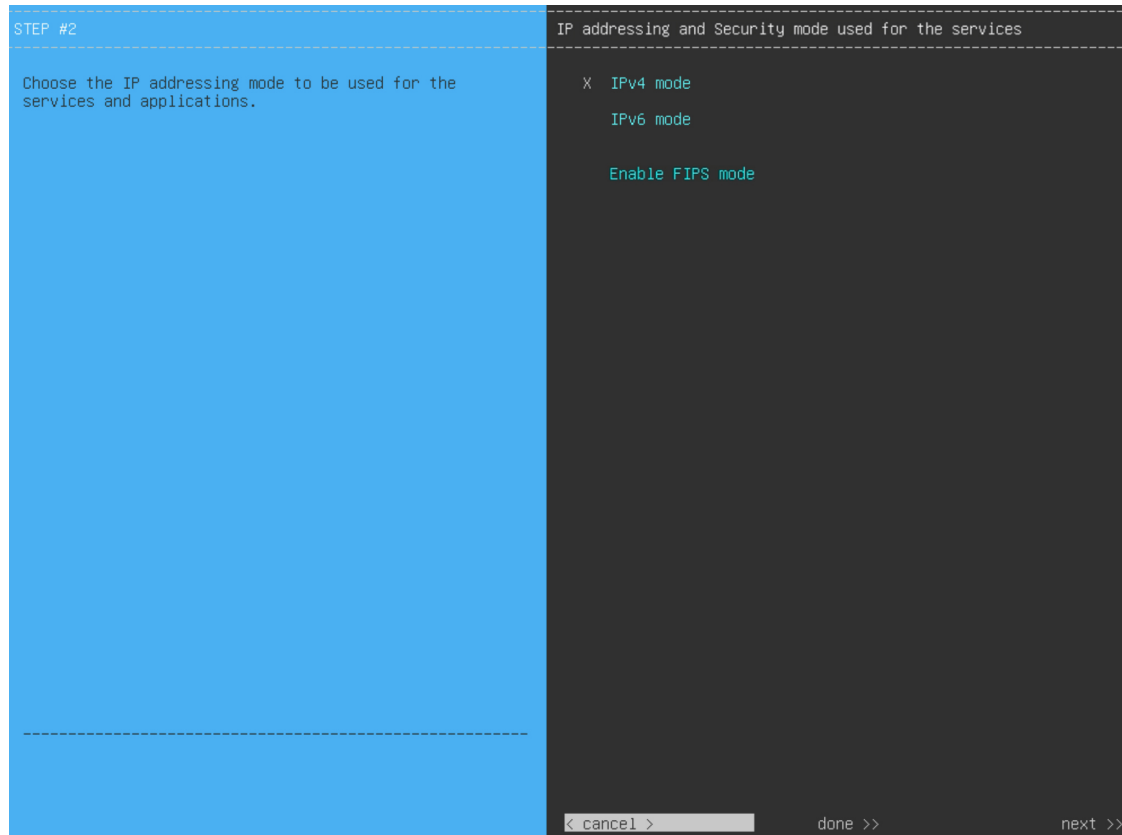 STEP #2
Choose the IP addressing mode to be used for the
services and applications.
IP addressing and Security mode used for the services
X IPv4 mode
IPv6 mode
Enable FIPS mode
< cancel >
done >>
next >>